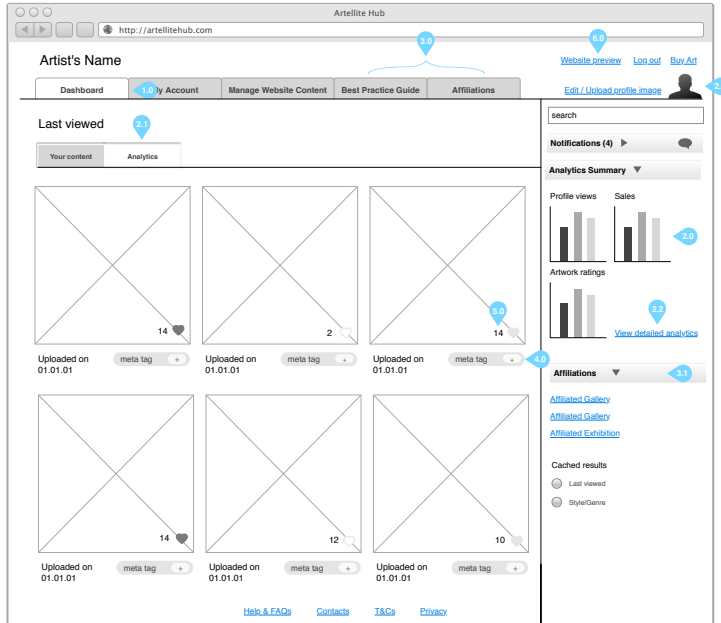 Artellite Hub
http://artellitehub.com
3.0
6.0
Artist's Name
Website preview
Log out
Buy Art
Dashboard
1.0
y Account
Manage Website Content
Best Practice Guide
Affiliations
Edit / Upload profile image
2.
Last viewed
2.1
search
Your content
Analytics
Notifications (4)
Analytics Summary
Profile views
Sales
2.0
Artwork ratings
14
2
5.0
14
2.2
View detailed analytics
Uploaded on
01.01.01
meta tag
+
Uploaded on
01.01.01
meta tag
+
Uploaded on
01.01.01
meta tag
+
4.0
Affiliations
3.1
Affiliated Gallery
Affiliated Gallery
Affiliated Exhibition
Cached results
Last viewed
Style/Genre
14
12
10
Uploaded on
01.01.01
meta tag
+
Uploaded on
01.01.01
meta tag
+
Uploaded on
01.01.01
meta tag
+
Help & FAQs
Contacts
T&Cs
Privacy